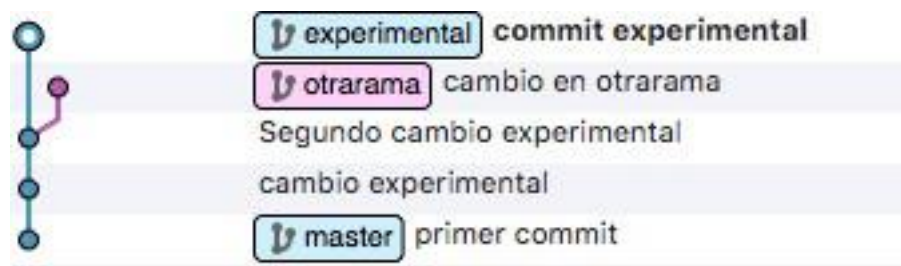 experimental commit experimental
otrarama cambio en otrarama
Segundo cambio experimental
cambio experimental
master primer commit